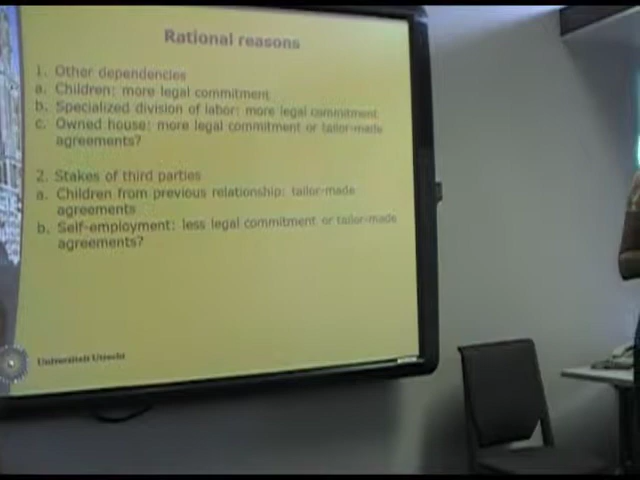 Rational reasons
1. Other dependencies
a. Children: more legal commitment
b. Specialized division of labor: more legal commitment
c. Owned house: more legal commitment or tailor-made
agreements?
2. Stakes of third parties
a. Children from previous relationship: tailor-made
agreements
b. Self-employment: less legal commitment or tailor-made
agreements?
Universiteit Utrecht